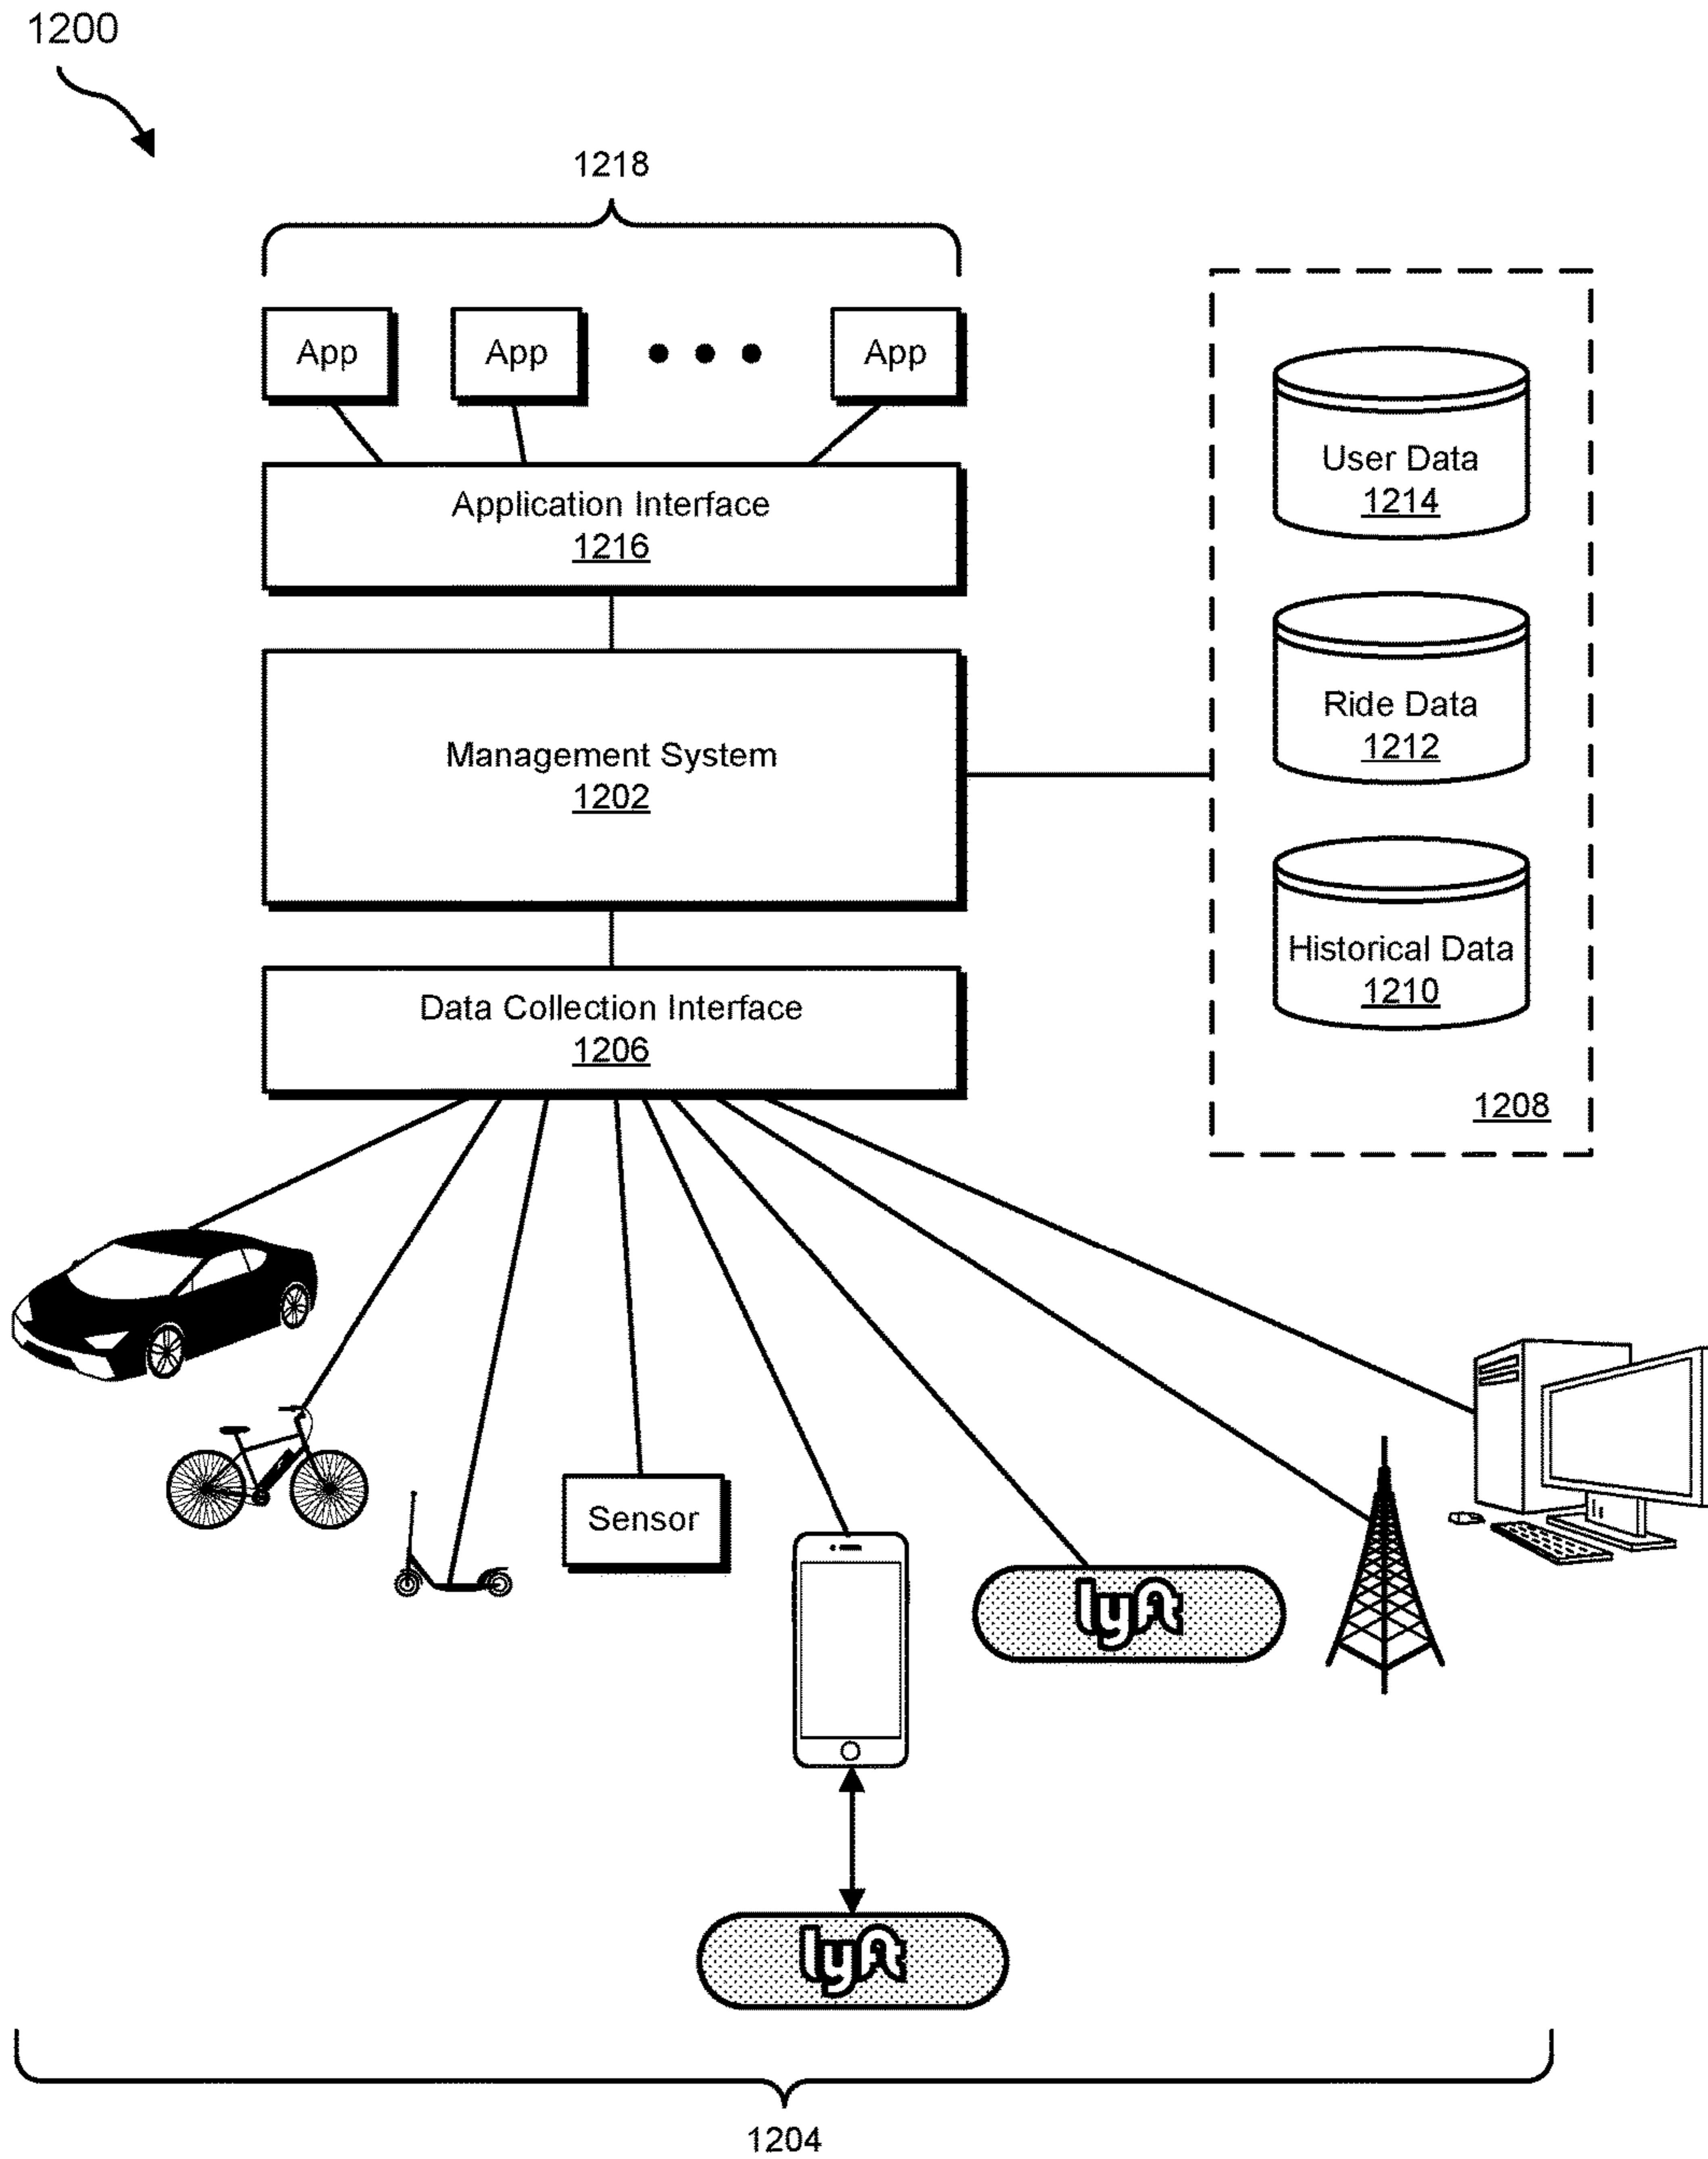 1200
1218
App
App
App
Application Interface
1216
Management System
1202
Data Collection Interface
1206
User Data
1214
Ride Data
1212
Historical Data
1210
1208
Sensor
lyft
lyft
1204